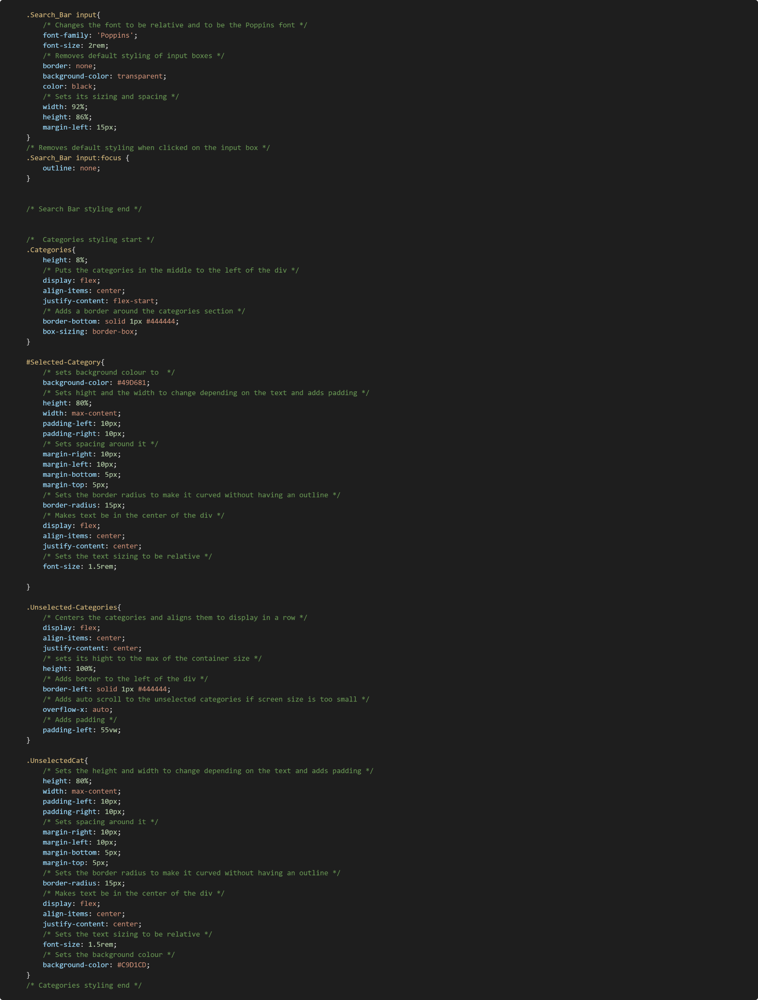 .Search_Bar input{
    /* Changes the font to be relative and to be the Poppins font */
    font-family: 'Poppins';
    font-size: 2rem;
    /* Removes default styling of input boxes */
    border: none;
    background-color: transparent;
    color: black;
    /* Sets its sizing and spacing */
    width: 92%;
    height: 86%;
    margin-left: 15px;
}
/* Removes default styling when clicked on the input box */
.Search_Bar input:focus {
    outline: none;
}
/* Search Bar styling end */
/*  Categories styling start */
.Categories{
    height: 8%;
    /* Puts the categories in the middle to the left of the div */
    display: flex;
    align-items: center;
    justify-content: flex-start;
    /* Adds a border around the categories section */
    border-bottom: solid 1px #444444;
    box-sizing: border-box;
}
#Selected-Category{
    /* sets background colour to  */
    background-color: #49D681;
    /* Sets hight and the width to change depending on the text and adds padding */
    height: 80%;
    width: max-content;
    padding-left: 10px;
    padding-right: 10px;
    /* Sets spacing around it */
    margin-right: 10px;
    margin-left: 10px;
    margin-bottom: 5px;
    margin-top: 5px;
    /* Sets the border radius to make it curved without having an outline */
    border-radius: 15px;
    /* Makes text be in the center of the div */
    display: flex;
    align-items: center;
    justify-content: center;
    /* Sets the text sizing to be relative */
    font-size: 1.5rem;
}
.Unselected-Categories{
    /* Centers the categories and aligns them to display in a row */
    display: flex;
    align-items: center;
    justify-content: center;
    /* sets its hight to the max of the container size */
    height: 100%;
    /* Adds border to the left of the div */
    border-left: solid 1px #444444;
    /* Adds auto scroll to the unselected categories if screen size is too small */
    overflow-x: auto;
    /* Adds padding */
    padding-left: 55vw;
}
.UnselectedCat{
    /* Sets the height and width to change depending on the text and adds padding */
    height: 80%;
    width: max-content;
    padding-left: 10px;
    padding-right: 10px;
    /* Sets spacing around it */
    margin-right: 10px;
    margin-left: 10px;
    margin-bottom: 5px;
    margin-top: 5px;
    /* Sets the border radius to make it curved without having an outline */
    border-radius: 15px;
    /* Makes text be in the center of the div */
    display: flex;
    align-items: center;
    justify-content: center;
    /* Sets the text sizing to be relative */
    font-size: 1.5rem;
    /* Sets the background colour */
    background-color: #C9D1CD;
}
/* Categories styling end */